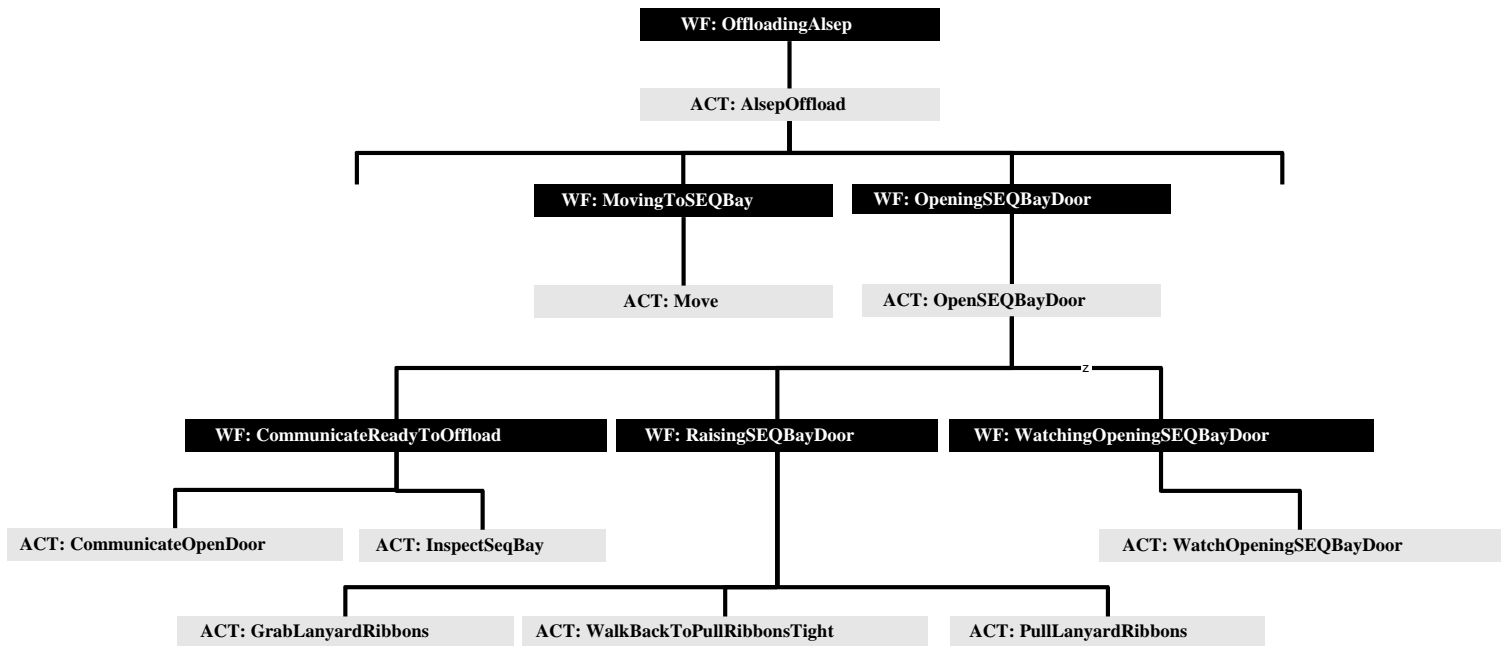 WF: OffloadingAlsep
ACT: AlsepOffload
WF: MovingToSEQBay
WF: OpeningSEQBayDoor
ACT: Move
ACT: OpenSEQBayDoor
z
WF: CommunicateReadyToOffload
WF: RaisingSEQBayDoor
WF: WatchingOpeningSEQBayDoor
ACT: CommunicateOpenDoor
ACT: InspectSeqBay
ACT: WatchOpeningSEQBayDoor
ACT: GrabLanyardRibbons
ACT: WalkBackToPullRibbonsTight
ACT: PullLanyardRibbons